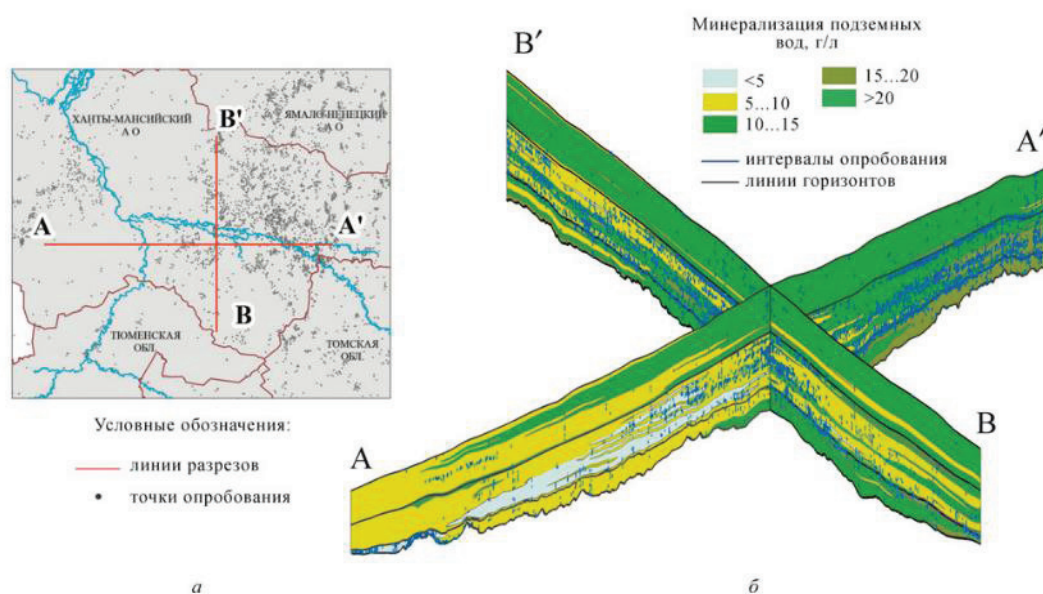 ХАНТЫ-МАНСИЙСКИЙ
А О
ЯМАЛО-НЕНЕЦКИЙ
А О
B'
A
A'
B
ТЮМЕНСКАЯ
ОБЛ.
ТОМСКАЯ
ОБЛ.
Условные обозначения:
линии разрезов
точки опробования
а
Минерализация подземных
вод, г/л
<5
5...10
10...15
15...20
>20
интервалы опробования
линии горизонтов
B'
A'
A
B
б